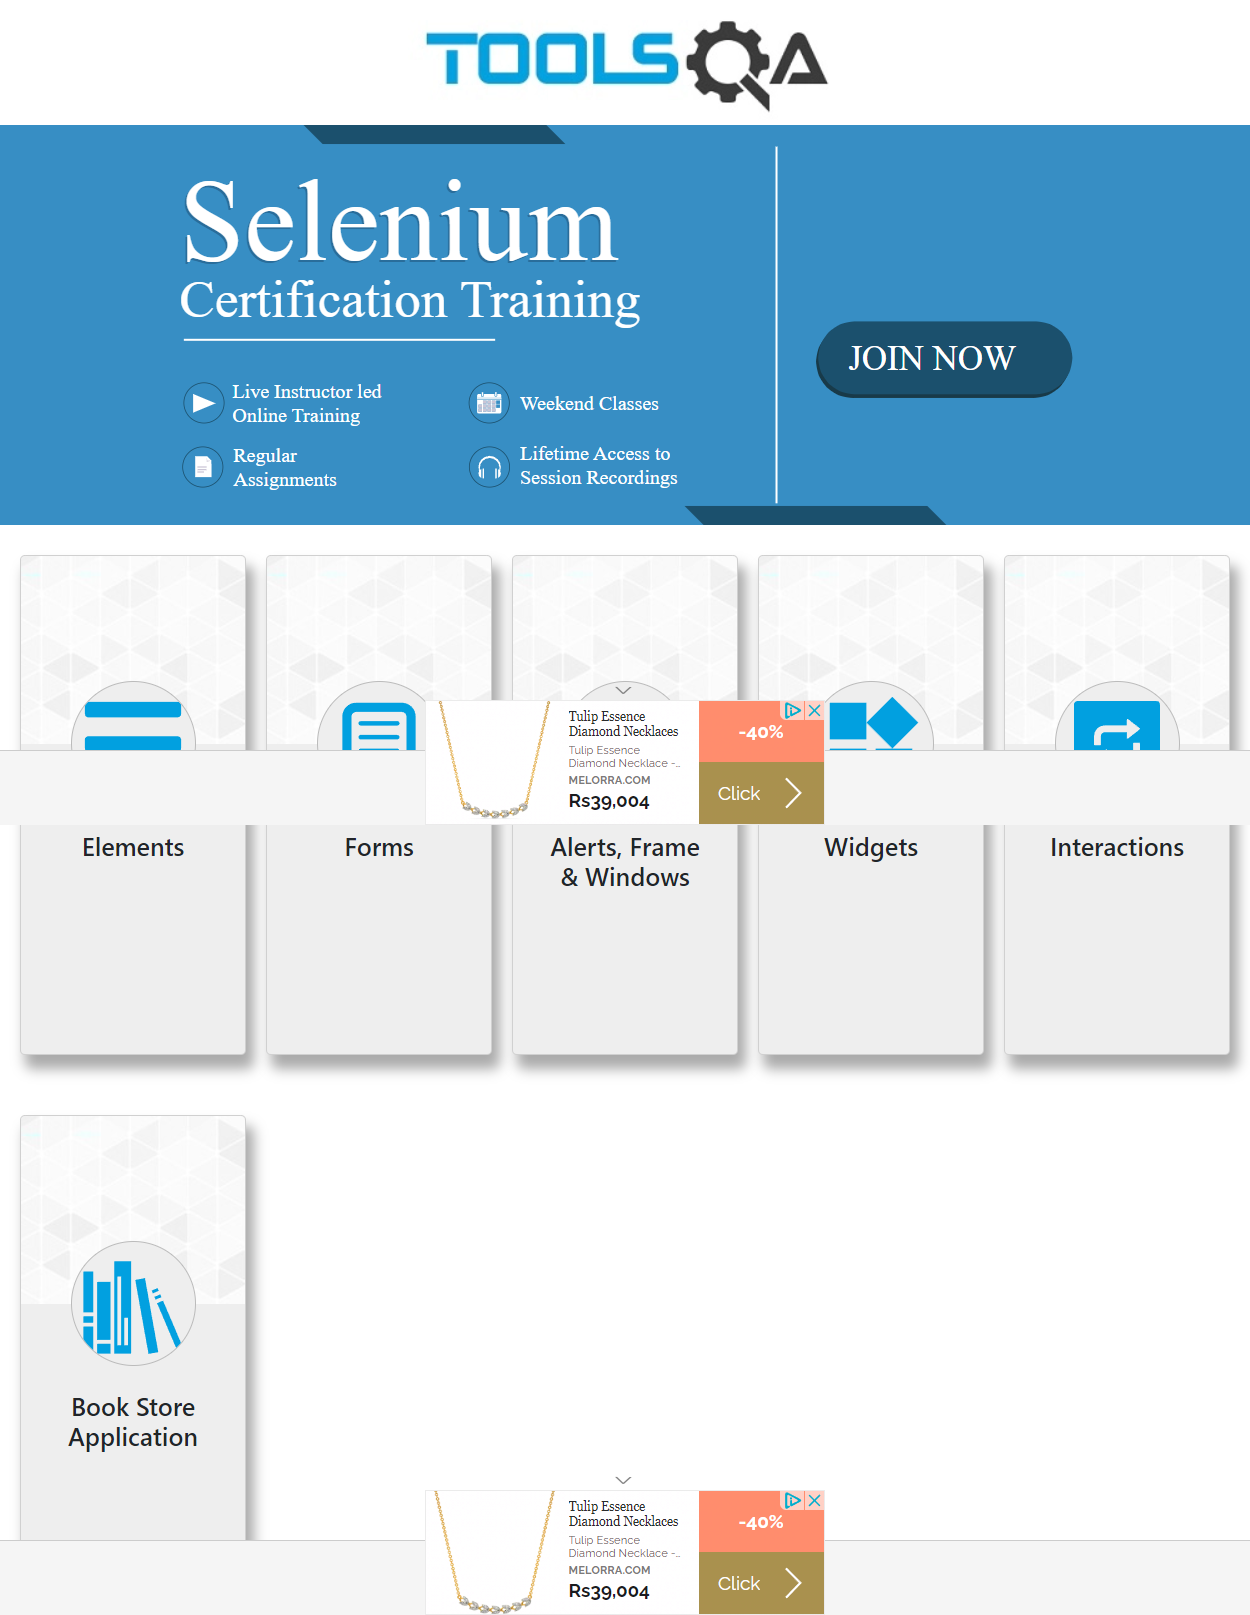 TOOLSQA
Selenium
Certification Training
JOIN NOW
Live Instructor led
Online Training
Weekend Classes
Regular
Assignments
Lifetime Access to
Session Recordings
Tulip Essence
Diamond Necklaces
Tulip Essence
Diamond Necklace -...
MELORRA.COM
Rs39,004
-40%
Click
Elements
Forms
Alerts, Frame
& Windows
Widgets
Interactions
Book Store
Application
Tulip Essence
Diamond Necklaces
Tulip Essence
Diamond Necklace -...
MELORRA.COM
Rs39,004
-40%
Click